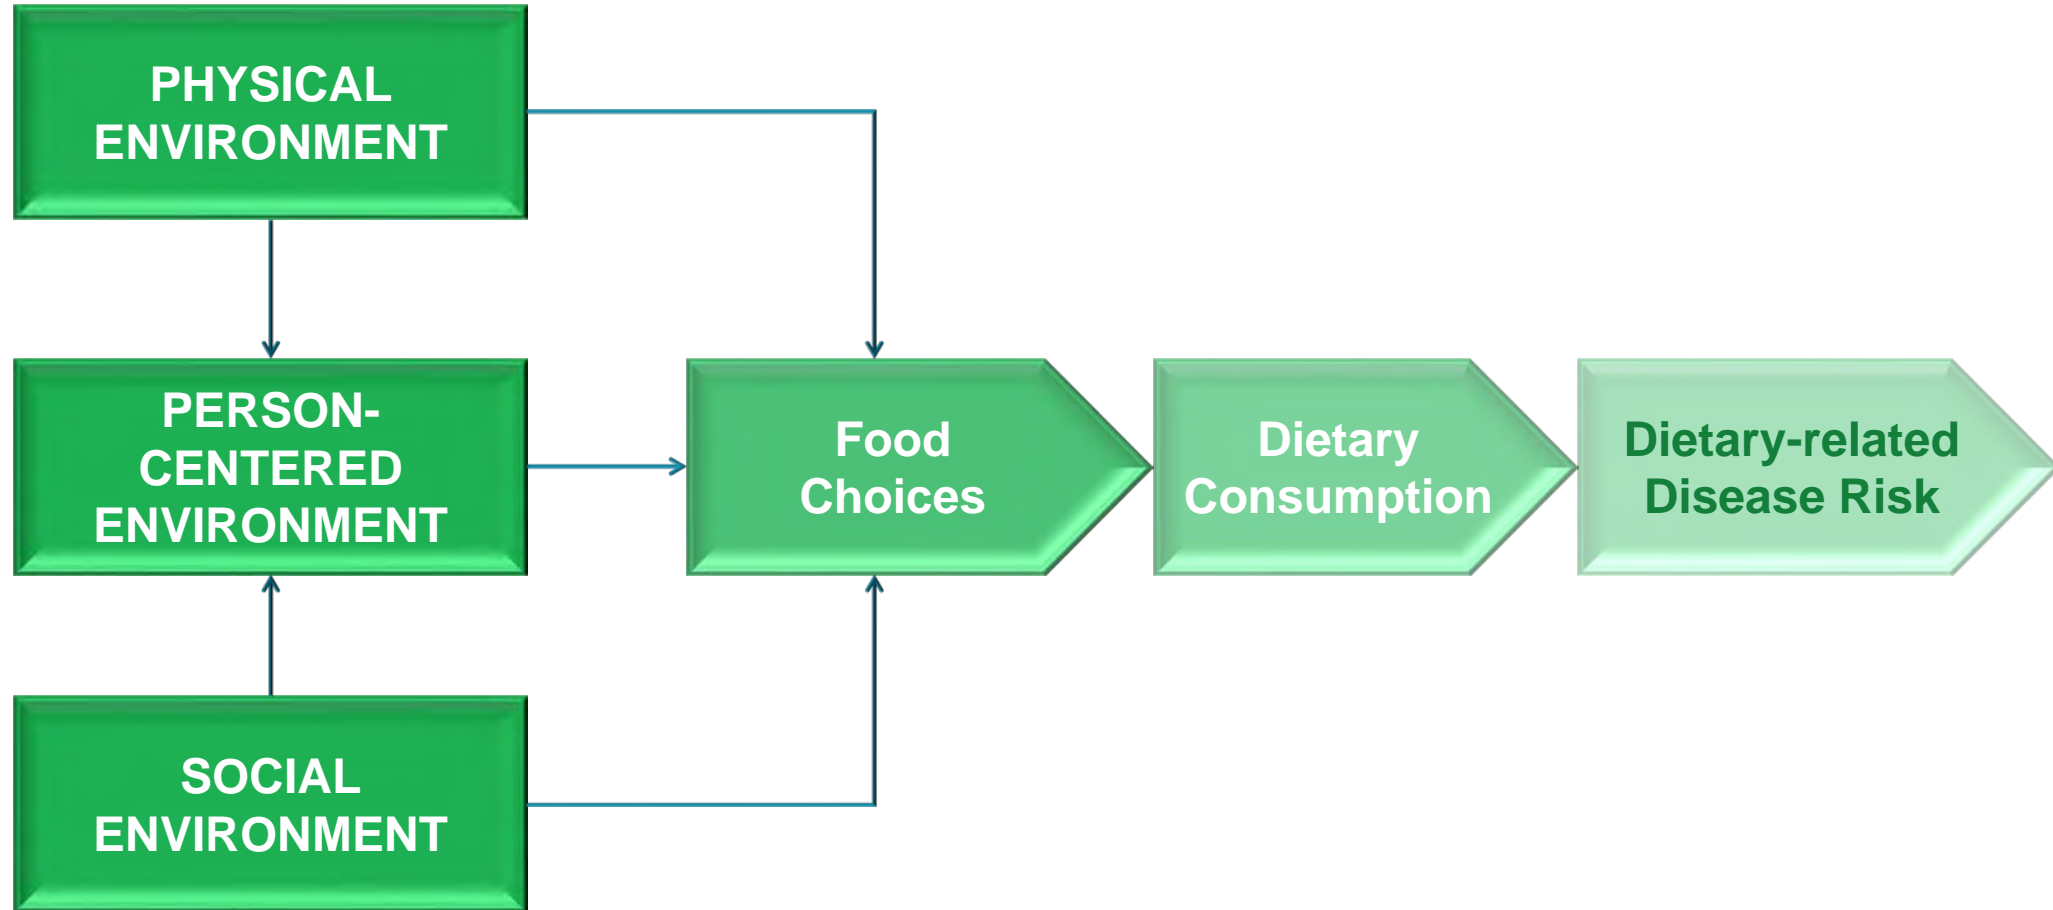 PHYSICAL
ENVIRONMENT
PERSON-
CENTERED
ENVIRONMENT
Food
Choices
Dietary
Consumption
Dietary-related
Disease Risk
SOCIAL
ENVIRONMENT